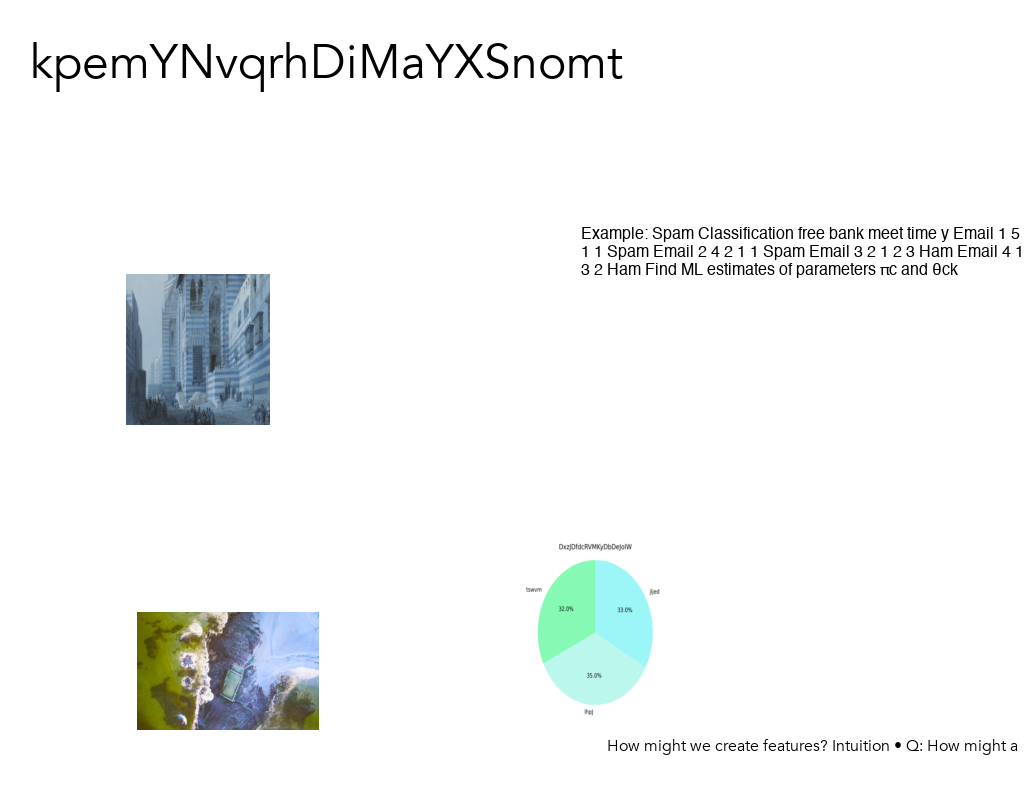 kpemYNvqrhDiMaYXSnomt
Example: Spam Classification free bank meet time y Email 1 5
1 1 Spam Email 2 4 2 1 1 Spam Email 3 2 1 2 3 Ham Email 4 1
3 2 Ham Find ML estimates of parameters πc and θck
DxzJDfdcRVMKyDbDeJoIW
tswvm
jljed
32.0%
33.0%
35.0%
ihpj
How might we create features? Intuition • Q: How might a